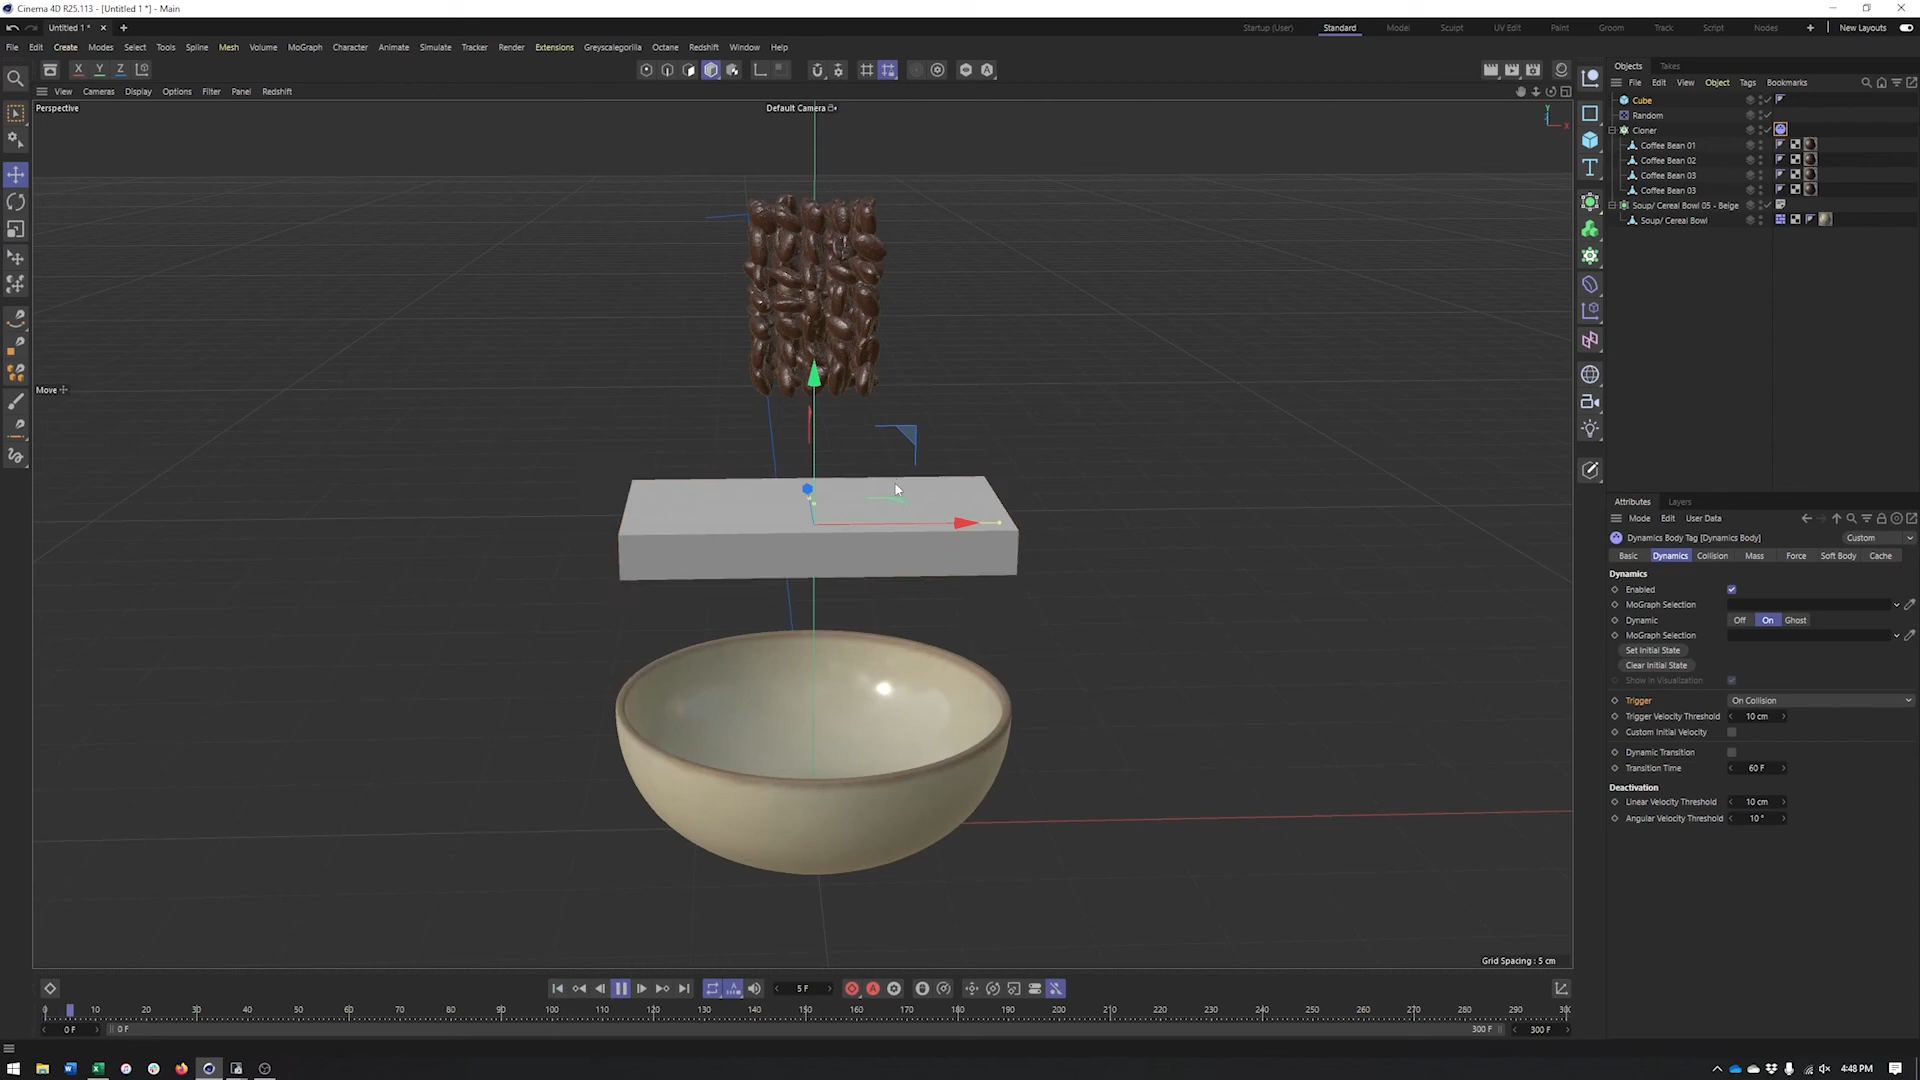 Cinema 4D R25.113 - [Untitled 1 *] - Main
Untitled 1 *
Startup (User) Standard Model Sculpt UV Edit Paint Groom Track Script Nodes New Layouts
File Edit Create Modes Select Tools Spline Mesh Volume MoGraph Character Animate Simulate Tracker Render Extensions Greyscalegorilla Octane Redshift Window Help
Objects Takes
File Edit View Object Tags Bookmarks
View Cameras Display Options Filter Panel Redshift
Perspective
Default Camera
Y
Z
X
Cube
Random
Cloner
Coffee Bean 01
Coffee Bean 02
Coffee Bean 03
Coffee Bean 03
Soup/ Cereal Bowl 05 - Beige
Soup/ Cereal Bowl
Move
Attributes Layers
Mode Edit User Data
Dynamics Body Tag [Dynamics Body] Custom
Basic Dynamics Collision Mass Force Soft Body Cache
Dynamics
Enabled
MoGraph Selection
Dynamic Off On Ghost
MoGraph Selection
Set Initial State
Clear Initial State
Show in Visualization
Trigger On Collision
Trigger Velocity Threshold 10 cm
Custom Initial Velocity
Dynamic Transition
Transition Time 60 F
Deactivation
Linear Velocity Threshold 10 cm
Angular Velocity Threshold 10 °
Grid Spacing : 5 cm
5 F
0 10 20 30 40 50 60 70 80 90 100 110 120 130 140 150 160 170 180 190 200 210 220 230 240 250 260 270 280 290
0 F 0 F 300 F 300 F
4:48 PM